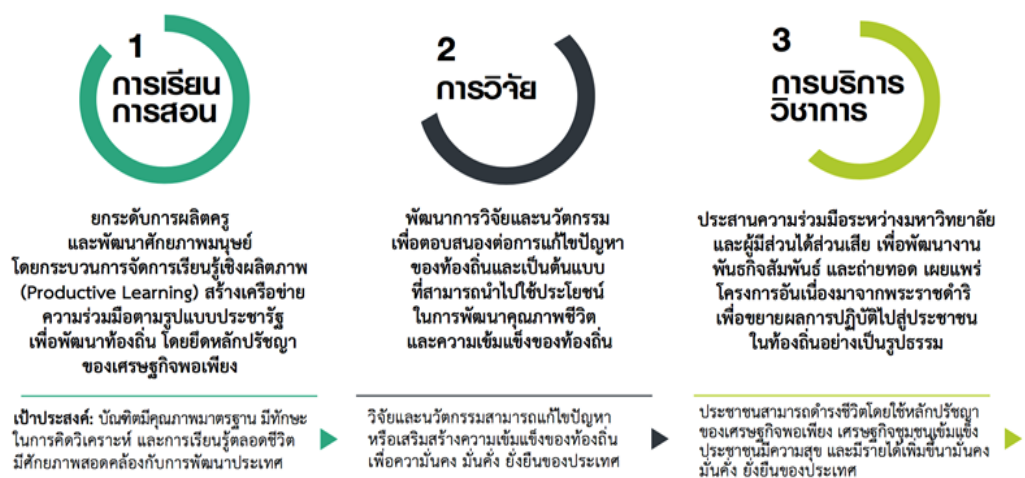 1
การเรียน
การสอน
ยกระดับการผลิตครู
และพัฒนาศักยภาพมนุษย์
โดยกระบวนการจัดการเรียนรู้เชิงผลิตภาพ
(Productive Learning) สร้างเครือข่าย
ความร่วมมือตามรูปแบบประชารัฐ
เพื่อพัฒนาท้องถิ่น โดยยึดหลักปรัชญา
ของเศรษฐกิจพอเพียง
เป้าประสงค์: บัณฑิตมีคุณภาพมาตรฐาน มีทักษะ
ในการคิดวิเคราะห์ และการเรียนรู้ตลอดชีวิต
มีศักยภาพสอดคล้องกับการพัฒนาประเทศ
2
การวิจัย
พัฒนาการวิจัยและนวัตกรรม
เพื่อตอบสนองต่อการแก้ไขปัญหา
ของท้องถิ่นและเป็นต้นแบบ
ที่สามารถนำไปใช้ประโยชน์
ในการพัฒนาคุณภาพชีวิต
และความเข้มแข็งของท้องถิ่น
วิจัยและนวัตกรรมสามารถแก้ไขปัญหา
หรือเสริมสร้างความเข้มแข็งของท้องถิ่น
เพื่อความั่นคง มั่นคั่ง ยั่งยืนของประเทศ
3
การบริการ
วิชาการ
ประสานความร่วมมือระหว่างมหาวิทยาลัย
และผู้มีส่วนได้ส่วนเสีย เพื่อพัฒนางาน
พันธกิจสัมพันธ์ และถ่ายทอด เผยแพร่
โครงการอันเนื่องมาจากพระราชดำริ
เพื่อขยายผลการปฏิบัติไปสู่ประชาชน
ในท้องถิ่นอย่างเป็นรูปธรรม
ประชาชนสามารถดำรงชีวิตโดยใช้หลักปรัชญา
ของเศรษฐกิจพอเพียง เศรษฐกิจชุมชนเข้มแข็ง
ประชาชนมีความสุข และมีรายได้เพิ่มขึ้นามั่นคง
มั่นคั่ง ยั่งยืนของประเทศ